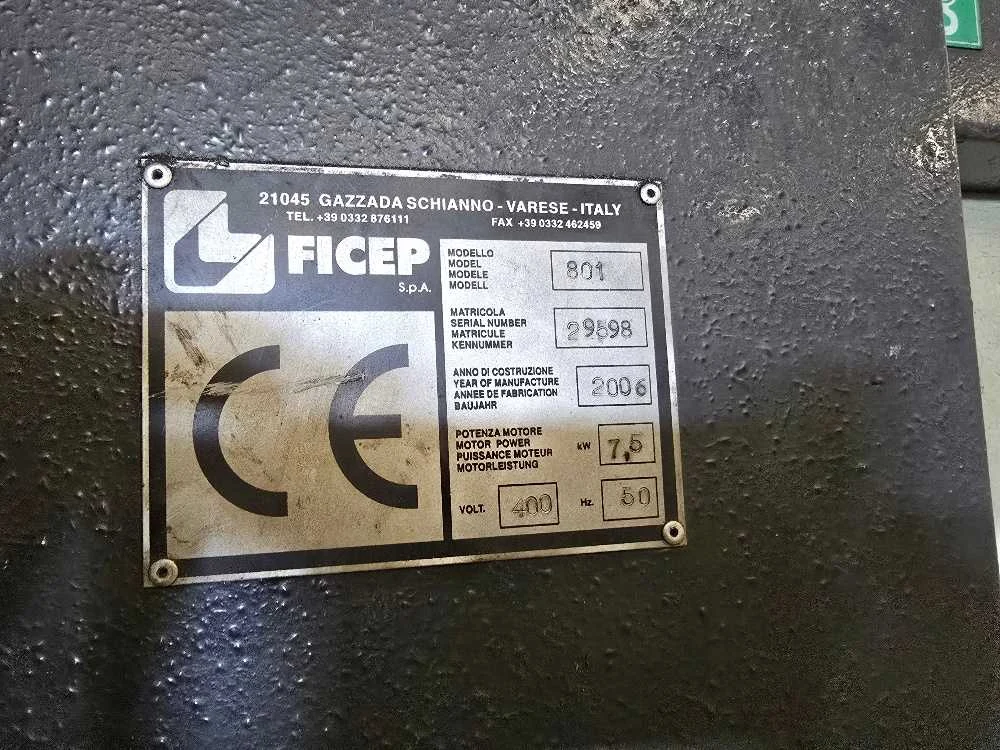 21045 GAZZADA SCHIANNO - VARESE - ITALY
TEL. +39 0332 876111 FAX +39 0332 462459
FICEP
S.p.A.
MODELLO
MODEL
MODELE
MODELL
801
MATRICOLA
SERIAL NUMBER
MATRICULE
KENNUMMER
29598
ANNO DI COSTRUZIONE
YEAR OF MANUFACTURE
ANNEE DE FABRICATION
BAUJAHR
2006
POTENZA MOTORE
MOTOR POWER
PUISSANCE MOTEUR
MOTORLEISTUNG
kW 7,5
VOLT. 400 Hz. 50
CE